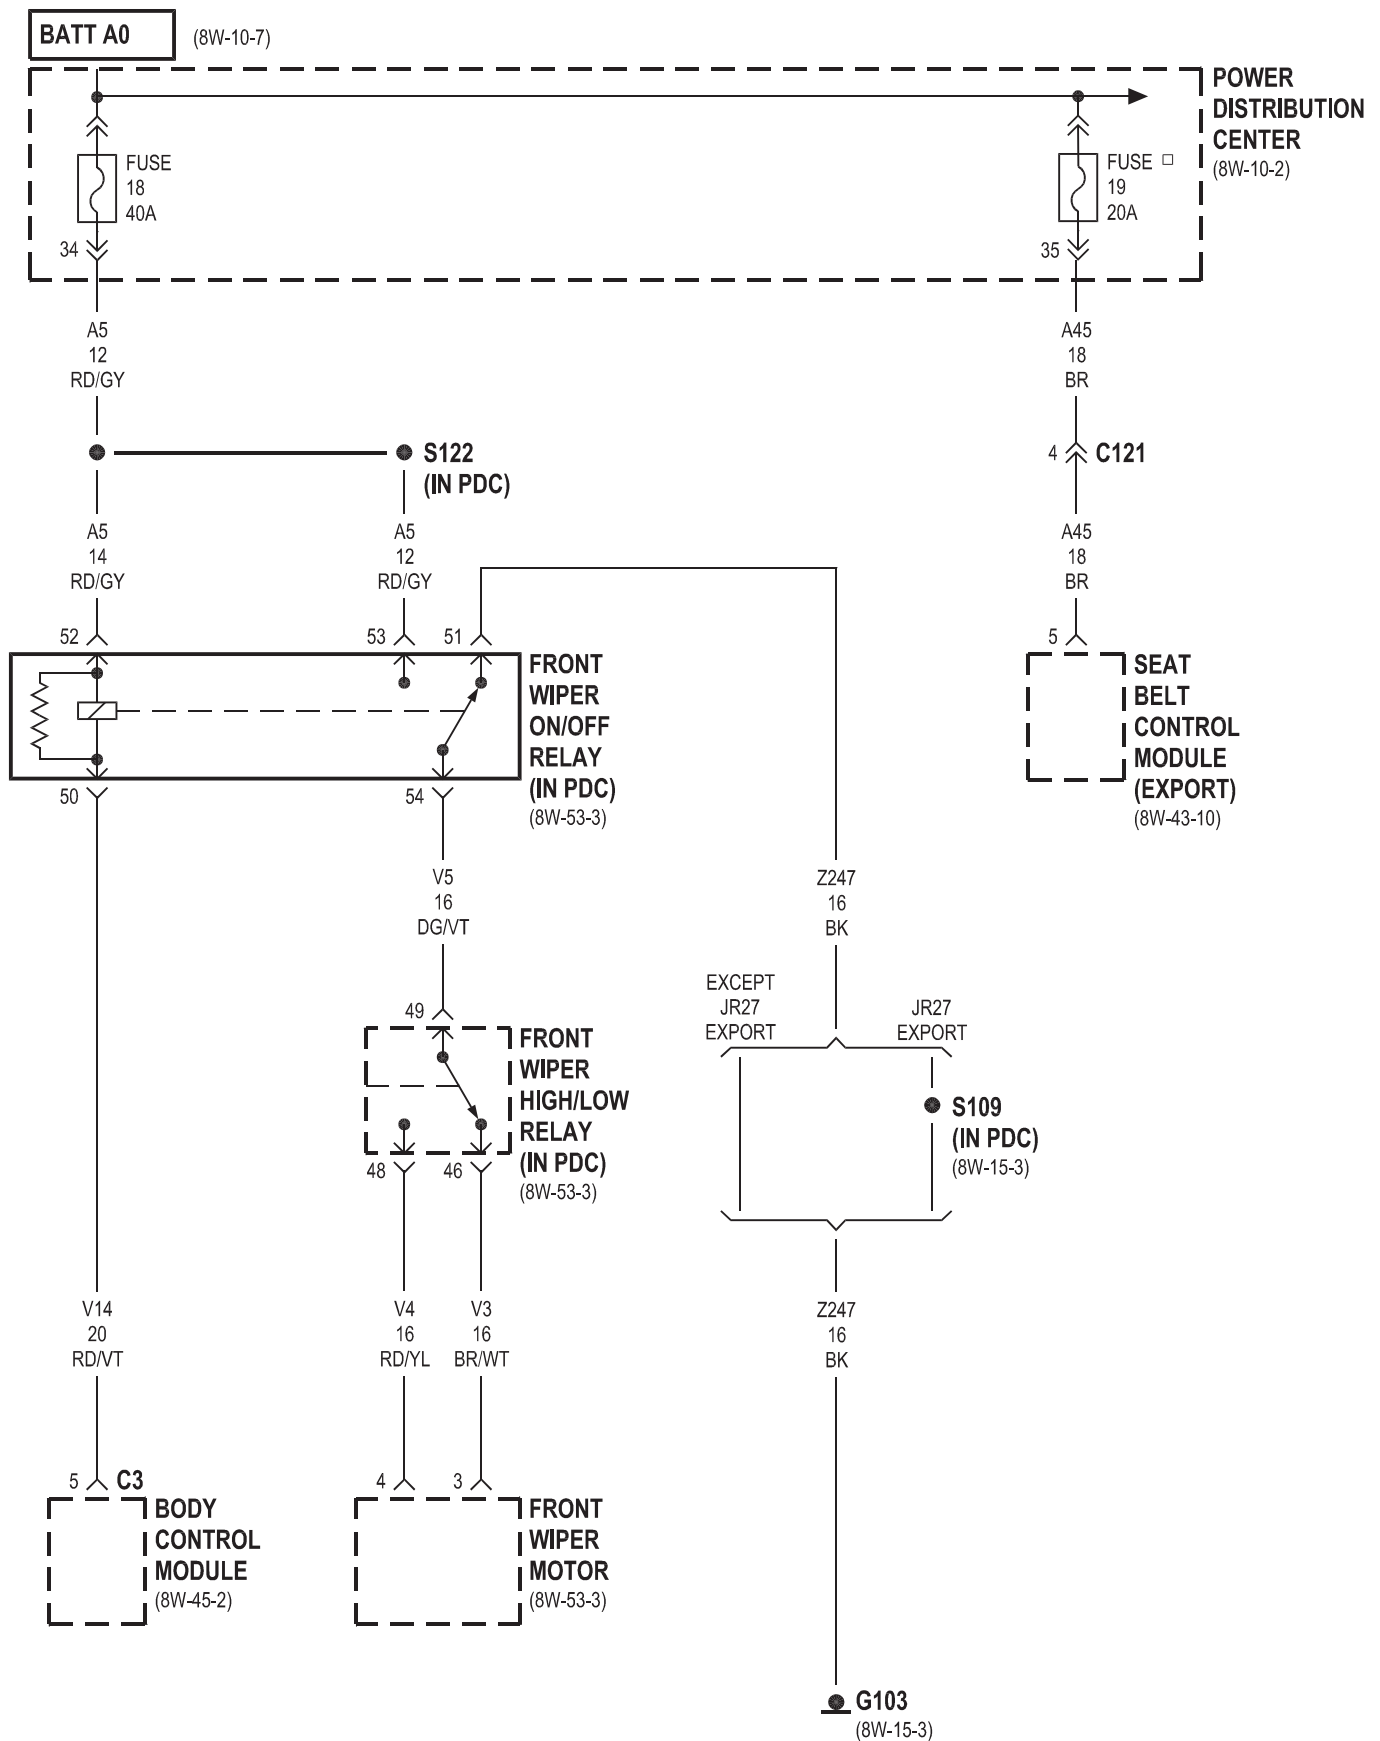 BATT A0 (8W-10-7)
POWER
DISTRIBUTION
CENTER
(8W-10-2)
FUSE
18
40A
34
FUSE
19
20A
35
A5
12
RD/GY
A45
18
BR
S122
(IN PDC)
4 C121
A5
14
RD/GY
A5
12
RD/GY
A45
18
BR
52 53 51
5
FRONT
WIPER
ON/OFF
RELAY
(IN PDC)
(8W-53-3)
SEAT
BELT
CONTROL
MODULE
(EXPORT)
(8W-43-10)
50 54
V5
16
DG/VT
Z247
16
BK
EXCEPT
JR27
EXPORT
JR27
EXPORT
49
FRONT
WIPER
HIGH/LOW
RELAY
(IN PDC)
(8W-53-3)
S109
(IN PDC)
(8W-15-3)
48 46
V14
20
RD/VT
V4
16
RD/YL
V3
16
BR/WT
Z247
16
BK
5 C3
4 3
BODY
CONTROL
MODULE
(8W-45-2)
FRONT
WIPER
MOTOR
(8W-53-3)
G103
(8W-15-3)